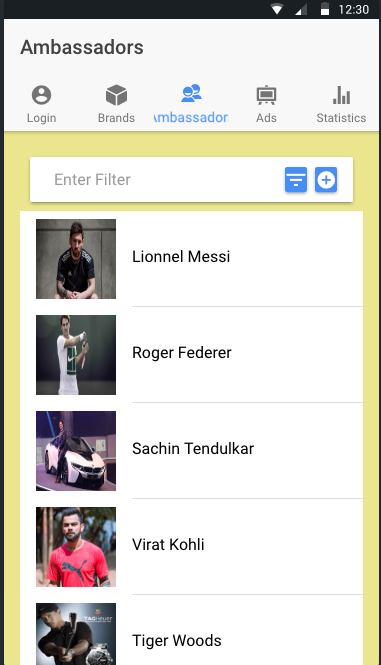 12:30
Ambassadors
Login
Brands
Ambassador
Ads
Statistics
Enter Filter
Lionnel Messi
Roger Federer
Sachin Tendulkar
Virat Kohli
Tiger Woods
TAGHeuer